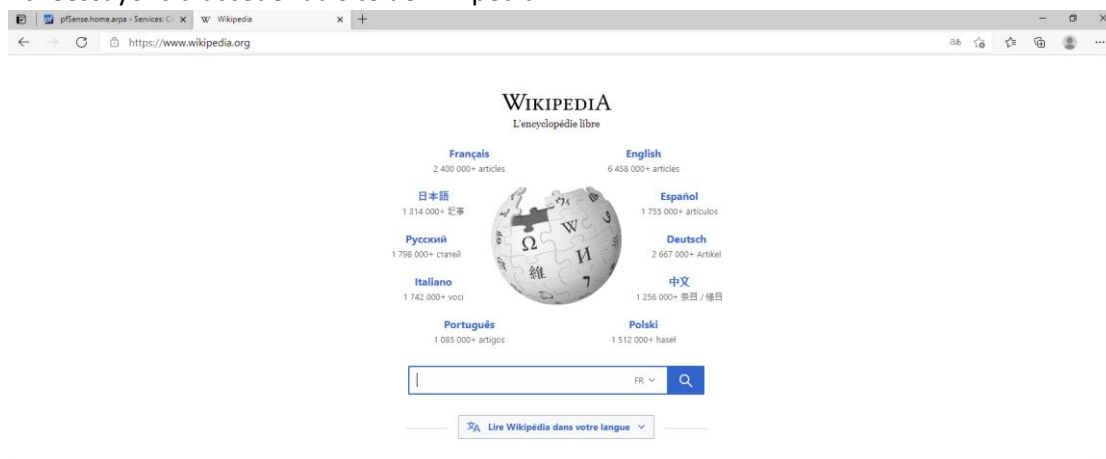 pfSense.home.arpa - Services: C
Wikipedia
https://www.wikipedia.org
WIKIPEDIA
L'encyclopédie libre
Français
2 400 000+ articles
English
6 458 000+ articles
日本語
1 314 000+ 記事
Español
1 755 000+ artículos
Русский
1 798 000+ статей
Deutsch
2 667 000+ Artikel
Italiano
1 742 000+ voci
中文
1 256 000+ 条目 / 條目
Português
1 085 000+ artigos
Polski
1 512 000+ haseł
FR
Lire Wikipédia dans votre langue